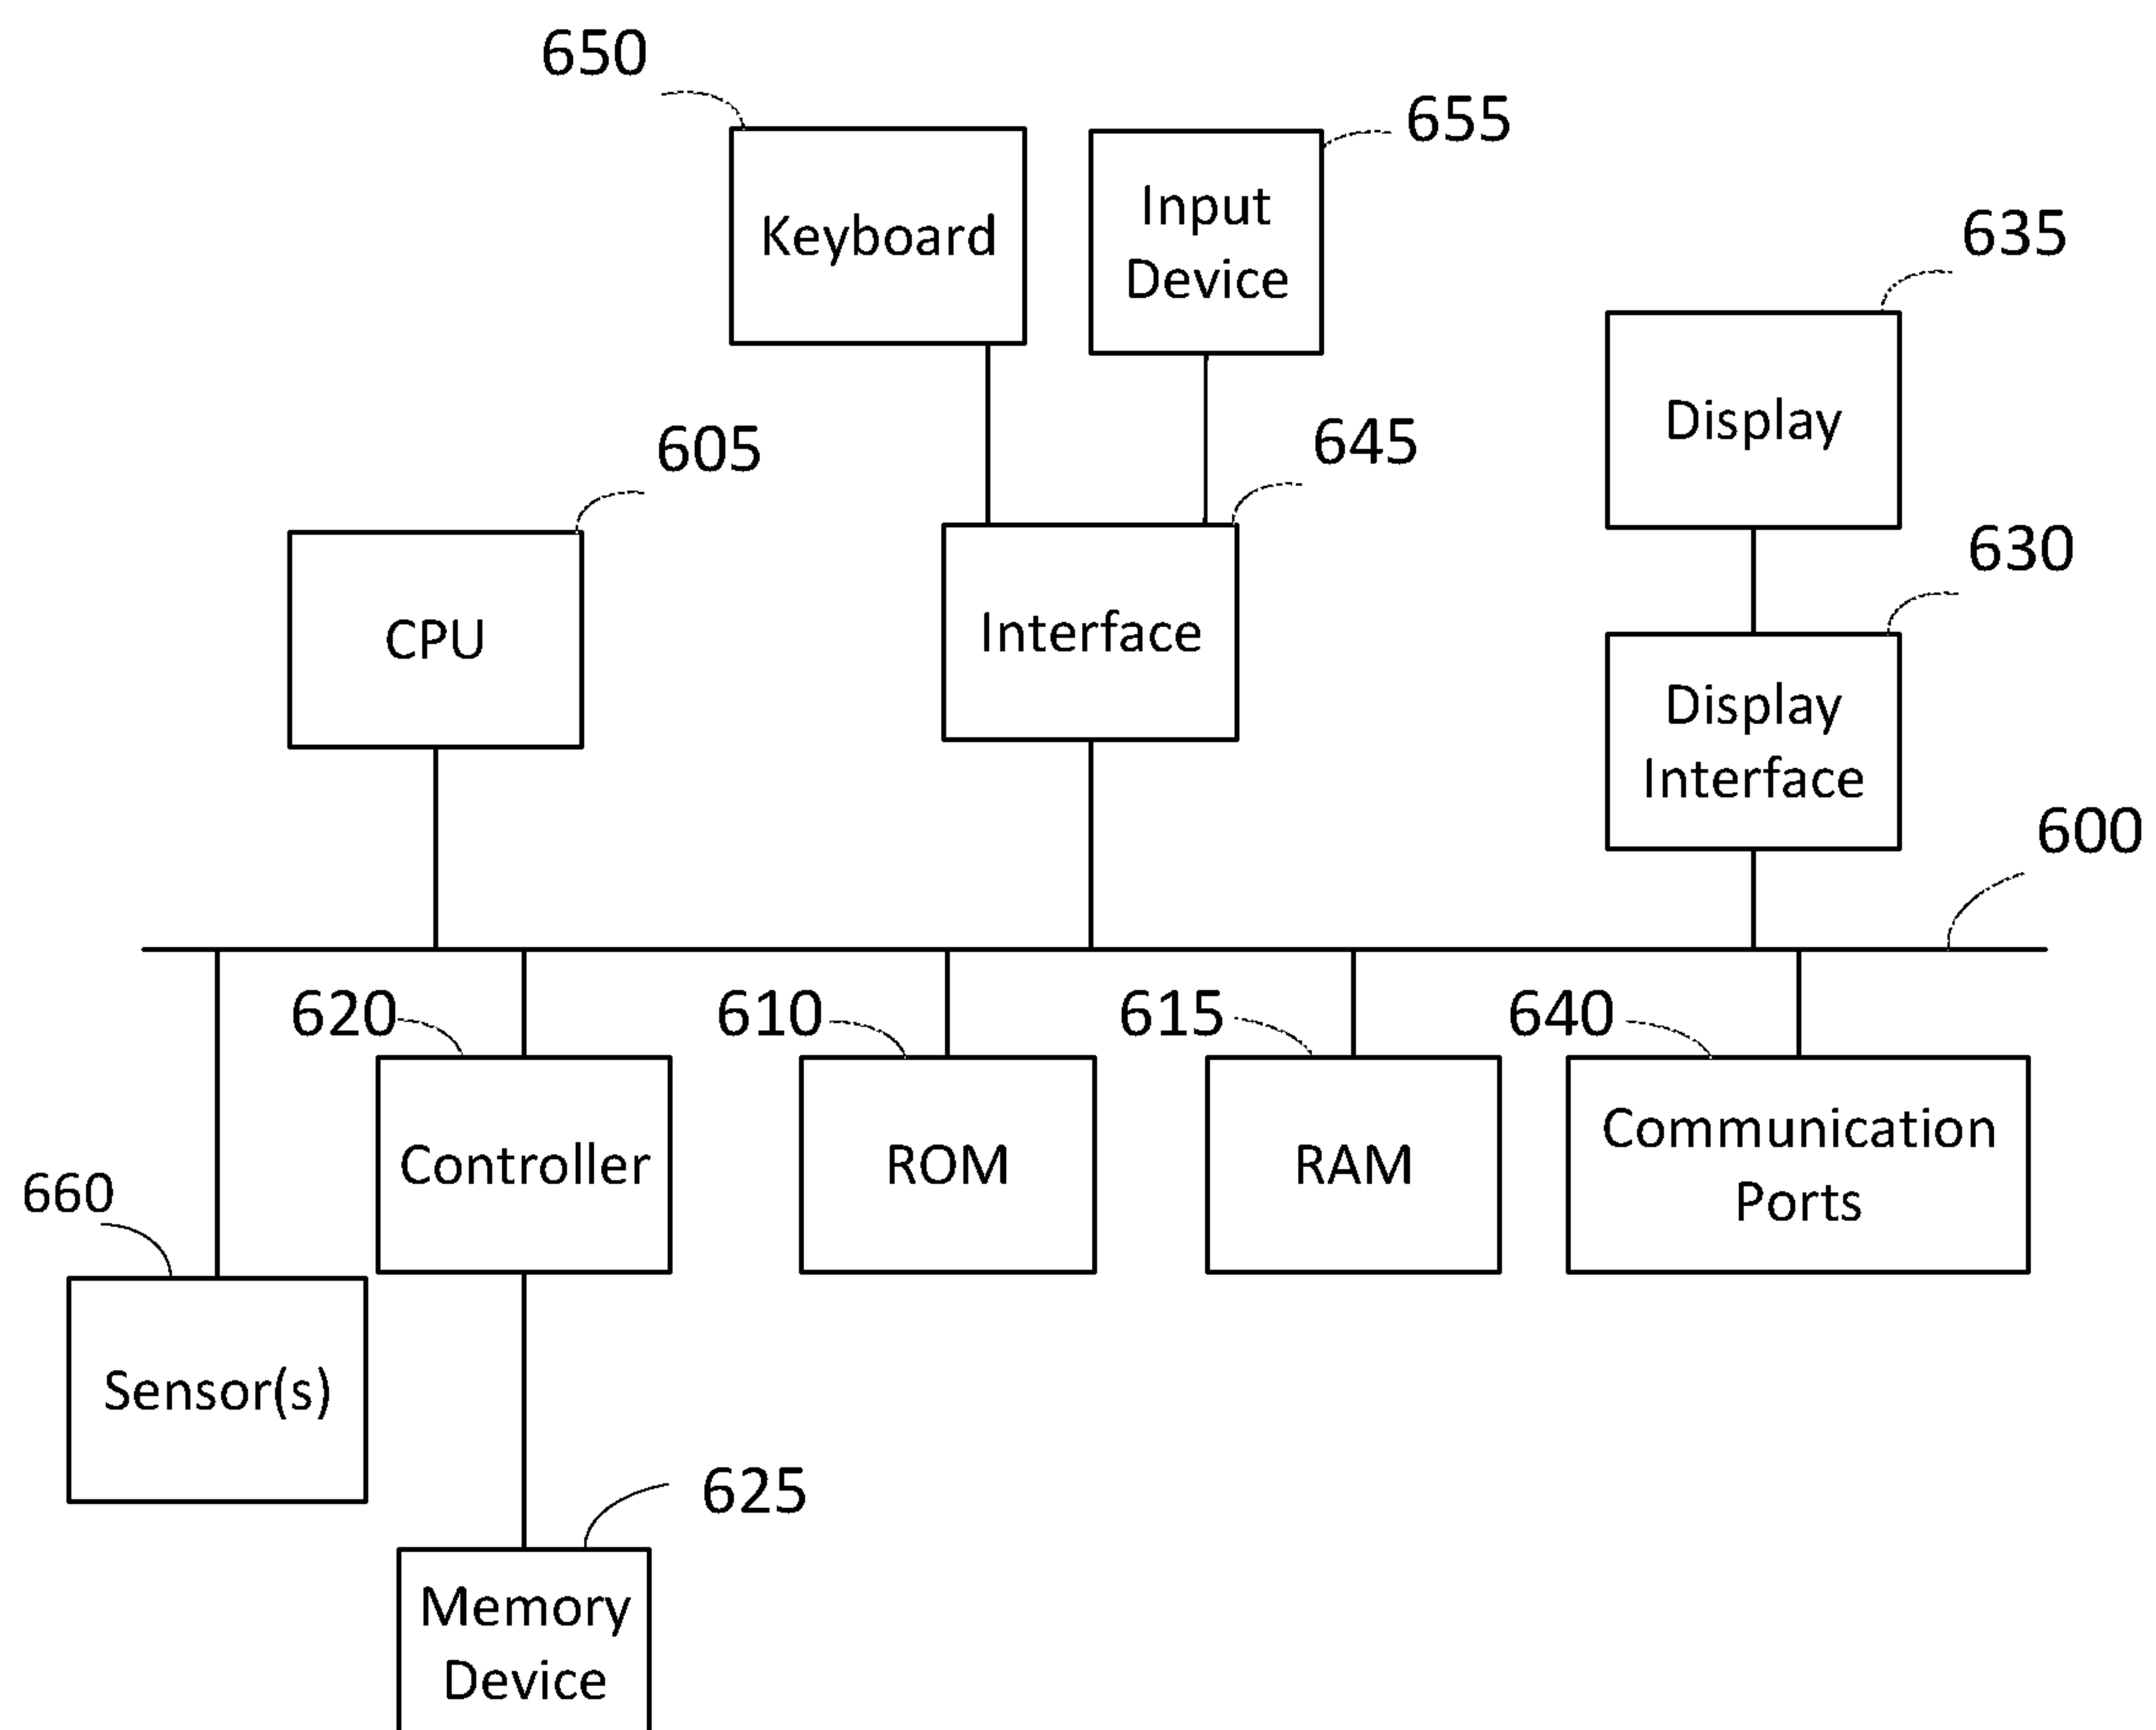 650
655
Keyboard
Input
Device
635
Display
605
645
630
CPU
Interface
Display
Interface
600
620
610
615
640
Controller
ROM
RAM
Communication
Ports
660
Sensor(s)
625
Memory
Device